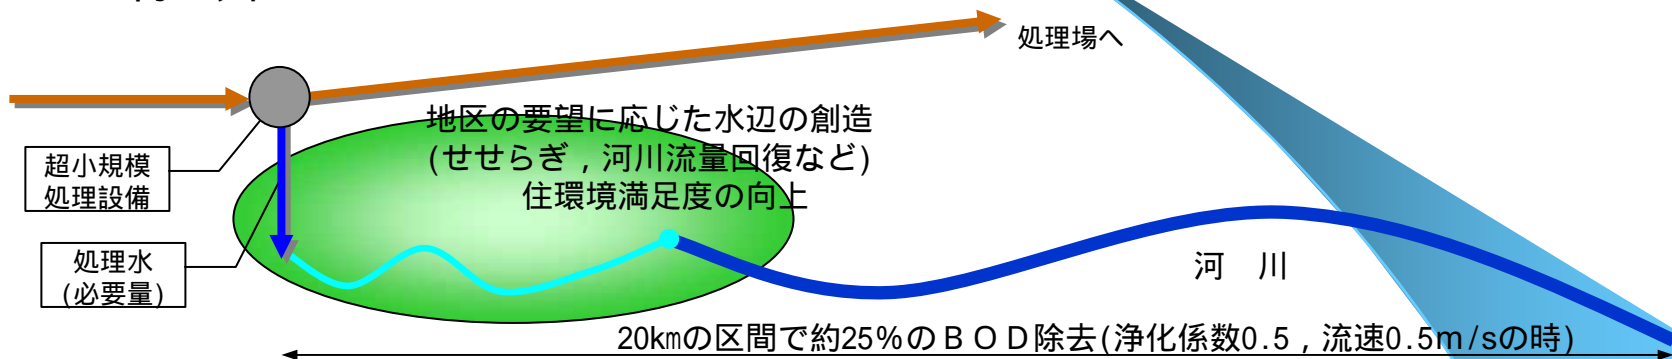 処理場へ
地区の要望に応じた水辺の創造
(せせらぎ，河川流量回復など)
住環境満足度の向上
超小規模
処理設備
処理水
(必要量)
河　川
20㎞の区間で約25%のＢＯＤ除去(浄化係数0.5，流速0.5m/sの時)